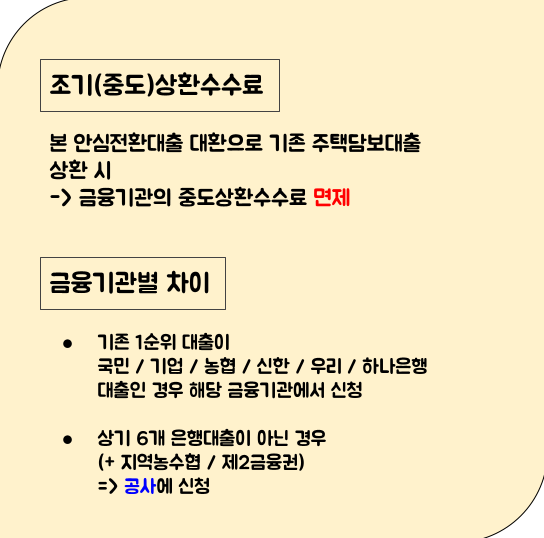 조기(중도)상환수수료
본 안심전환대출 대환으로 기존 주택담보대출
상환 시
-> 금융기관의 중도상환수수료 면제
금융기관별 차이
● 기존 1순위 대출이
국민 / 기업 / 농협 / 신한 / 우리 / 하나은행
대출인 경우 해당 금융기관에서 신청
● 상기 6개 은행대출이 아닌 경우
(+ 지역농수협 / 제2금융권)
=> 공사에 신청